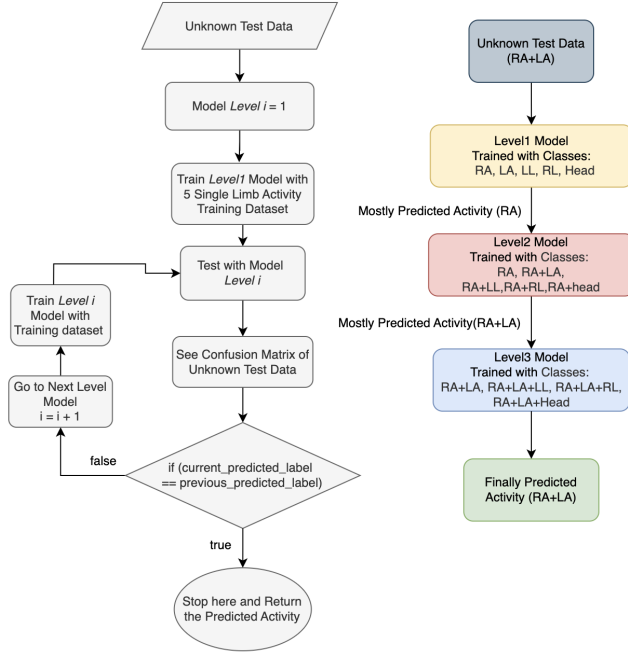 Unknown Test Data
Model Level i = 1
Train Level1 Model with
5 Single Limb Activity
Training Dataset
Test with Model
Level i
Train Level i
Model with
Training dataset
See Confusion Matrix of
Unknown Test Data
Go to Next Level
Model
i = i + 1
false
if (current_predicted_label
== previous_predicted_label)
true
Stop here and Return
the Predicted Activity
Unknown Test Data
(RA+LA)
Level1 Model
Trained with Classes:
RA, LA, LL, RL, Head
Mostly Predicted Activity (RA)
Level2 Model
Trained with Classes:
RA, RA+LA,
RA+LL,RA+RL,RA+head
Mostly Predicted Activity(RA+LA)
Level3 Model
Trained with Classes:
RA+LA, RA+LA+LL, RA+LA+RL,
RA+LA+Head
Finally Predicted
Activity (RA+LA)